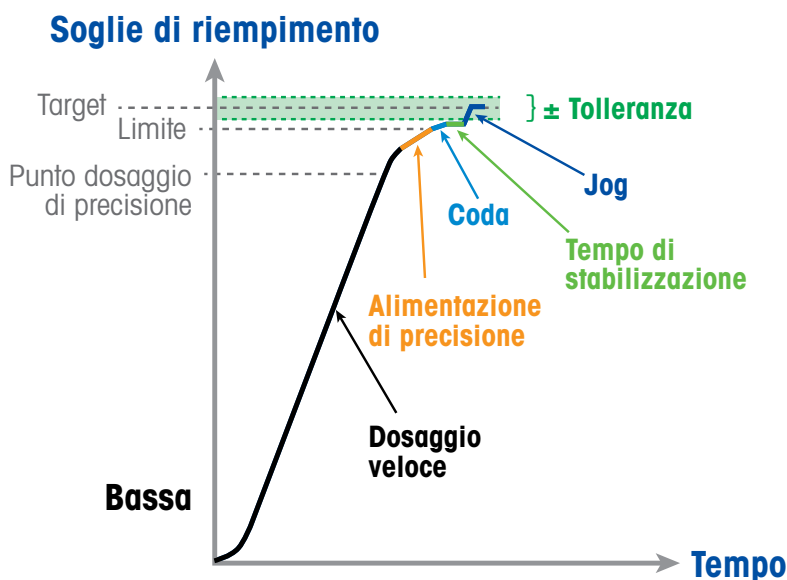 Soglie di riempimento
Target
± Tolleranza
Limite
Punto dosaggio
di precisione
Jog
Coda
Tempo di
stabilizzazione
Alimentazione
di precisione
Dosaggio
veloce
Bassa
Tempo